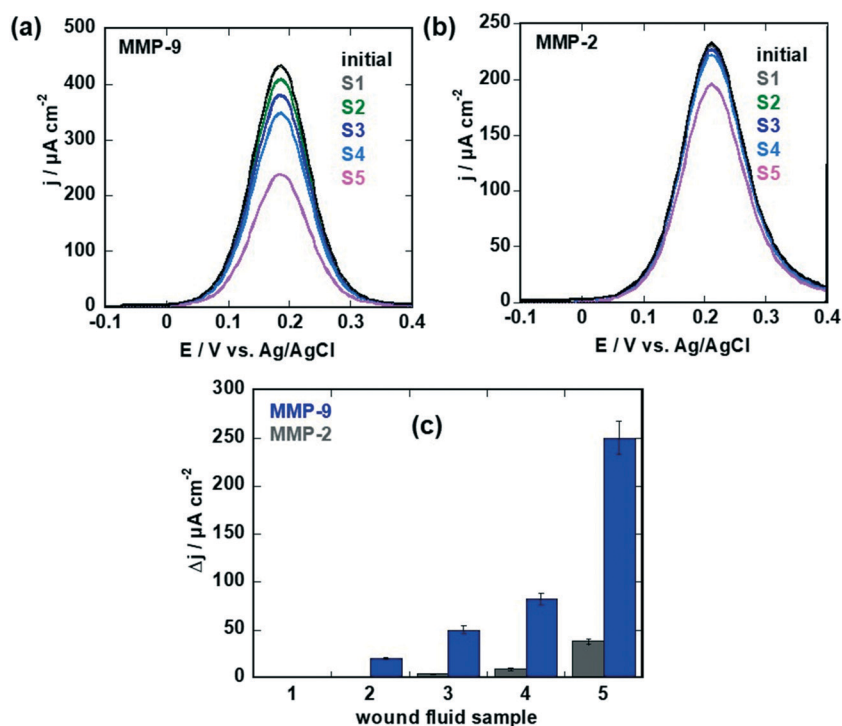 (a)
MMP-9
initial
S1
S2
S3
S4
S5
500
400
300
200
100
0
j / µA cm-2
-0.1 0 0.1 0.2 0.3 0.4
E / V vs. Ag/AgCl
(b)
MMP-2
initial
S1
S2
S3
S4
S5
250
200
150
100
50
0
j / µA cm-2
-0.1 0 0.1 0.2 0.3 0.4
E / V vs. Ag/AgCl
(c)
MMP-9
MMP-2
300
250
200
150
100
50
0
Δj / µA cm-2
1 2 3 4 5
wound fluid sample